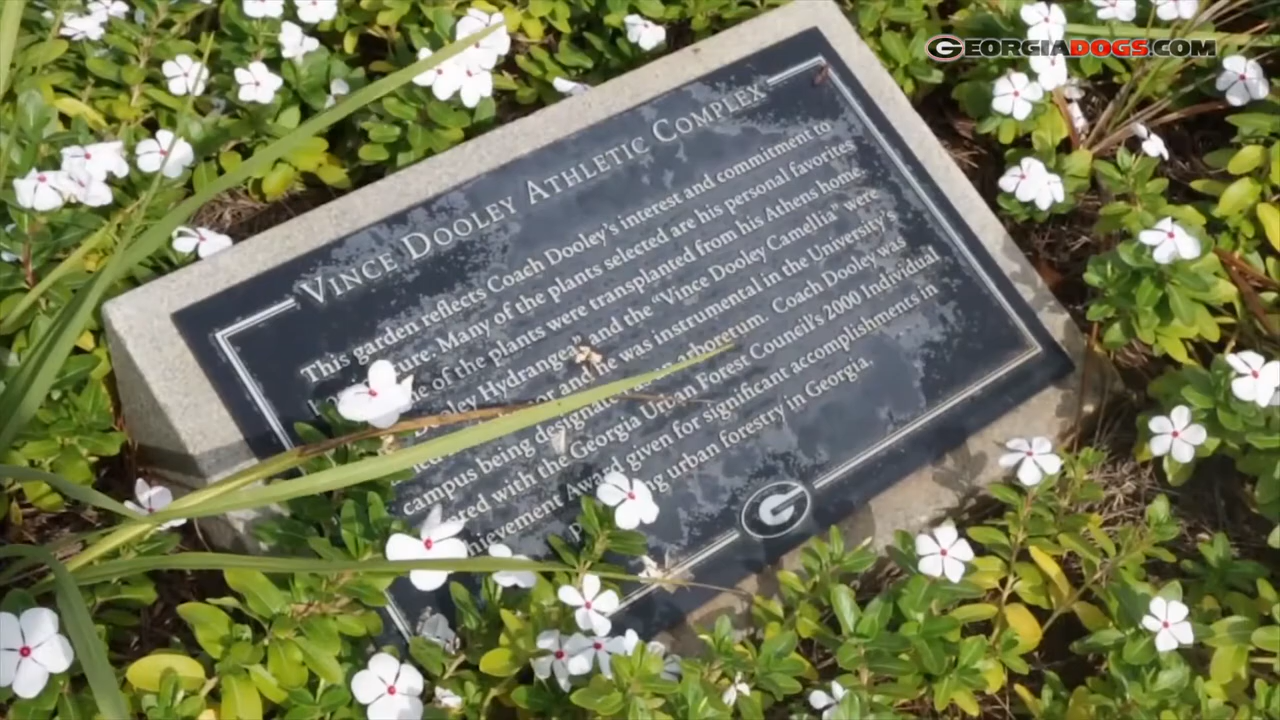 GEORGIADOGS.COM
VINCE DOOLEY ATHLETIC COMPLEX
This garden reflects Coach Dooley's interest and commitment to
Many of the plants selected are his personal favorites
of the plants were transplanted from his Athens home.
Hydrangea" and the "Vince Dooley Camellia" were
and he was instrumental in the University's
campus being designated as an arboretum. Coach Dooley was
with the Georgia Urban Forest Council's 2000 Individual
Award given for significant accomplishments in
urban forestry in Georgia.
G